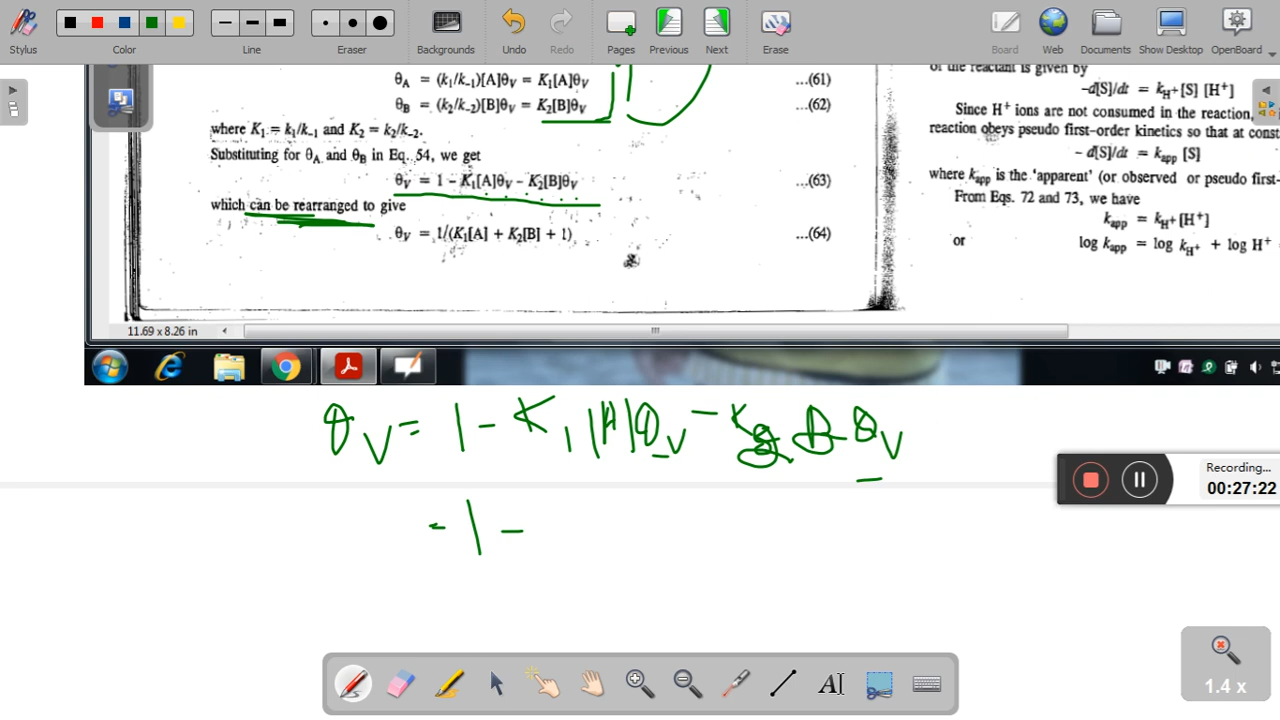 Stylus Color Line Eraser Backgrounds Undo Redo Pages Previous Next Erase Board Web Documents Show Desktop OpenBoard
θA = (k1/k-1)[A]θV = K1[A]θV ...(61)
θB = (k2/k-2)[B]θV = K2[B]θV ...(62)
where K1 = k1/k-1 and K2 = k2/k-2.
Substituting for θA and θB in Eq. 54, we get
θV = 1 – K1[A]θV – K2[B]θV ...(63)
which can be rearranged to give
θV = 1/(K1[A] + K2[B] + 1) ...(64)
of the reactant is given by
–d[S]/dt = kH+[S] [H+]
Since H+ ions are not consumed in the reaction,
reaction obeys pseudo first-order kinetics so that at const
– d[S]/dt = kapp [S]
where kapp is the 'apparent' (or observed or pseudo first-
From Eqs. 72 and 73, we have
kapp = kH+[H+]
or log kapp = log kH+ + log H+
11.69 x 8.26 in
θV = 1 – K1 |A|θV – K2 B θV
= 1 –
Recording...
00:27:22
1.4 x